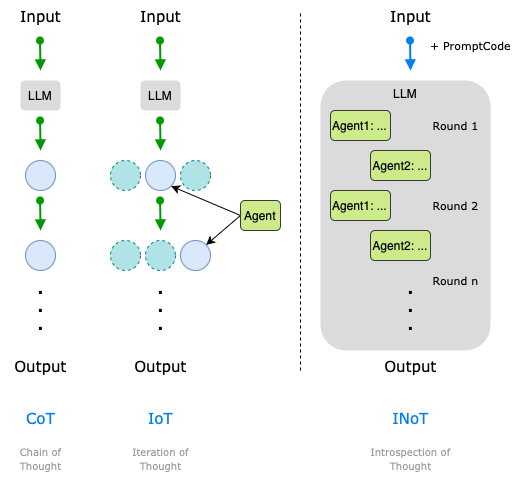 Input
LLM
Output
CoT
Chain of
Thought
Input
LLM
Agent
Output
IoT
Iteration of
Thought
Input
+ PromptCode
LLM
Agent1: ...
Round 1
Agent2: ...
Agent1: ...
Round 2
Agent2: ...
Round n
Output
INoT
Introspection of
Thought